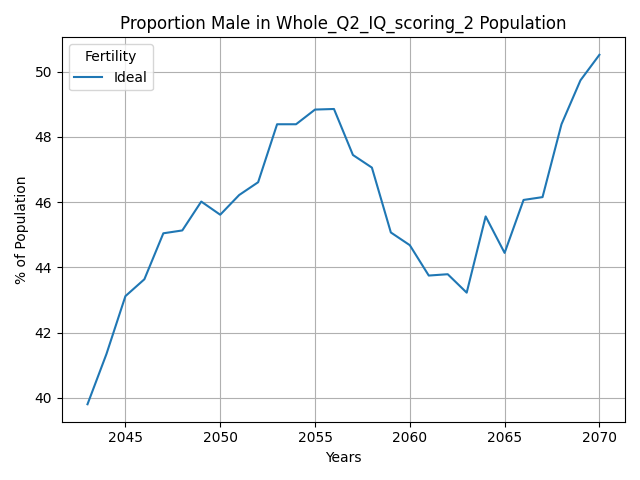 Proportion Male in Whole_Q2_IQ_scoring_2 Population
Fertility
Ideal
% of Population
50
48
46
44
42
40
2045 2050 2055 2060 2065 2070
Years